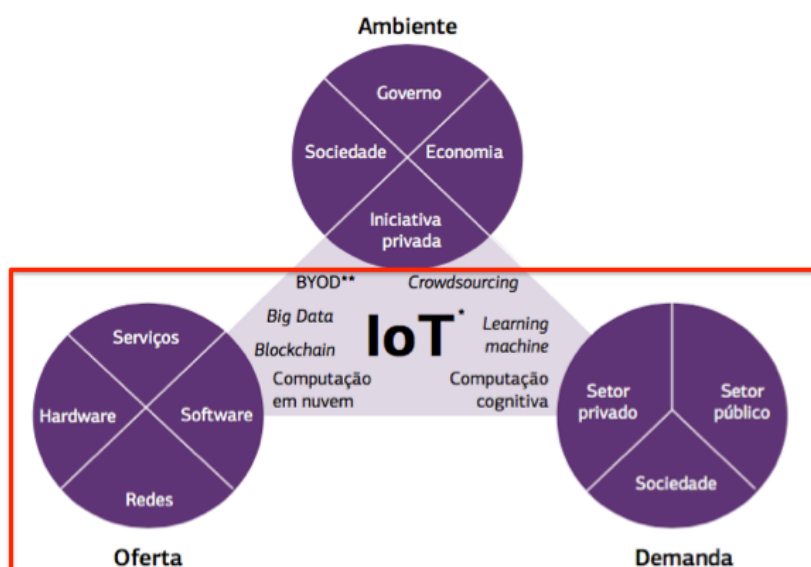 Ambiente
Governo
Sociedade
Economia
Iniciativa
privada
BYOD**
Crowdsourcing
Big Data
IoT*
Learning
machine
Blockchain
Computação
em nuvem
Computação
cognitiva
Serviços
Hardware
Software
Redes
Oferta
Setor
privado
Setor
público
Sociedade
Demanda